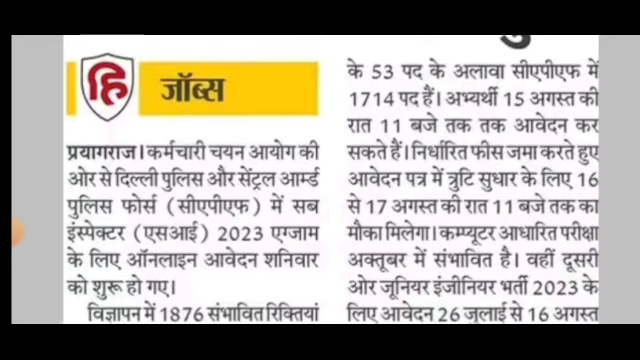 हि
जॉब्स
प्रयागराज। कर्मचारी चयन आयोग की
ओर से दिल्ली पुलिस और सेंट्रल आर्म्ड
पुलिस फोर्स (सीएपीएफ) में सब
इंस्पेक्टर (एसआई) 2023 एग्जाम
के लिए ऑनलाइन आवेदन शनिवार
को शुरू हो गए।
विज्ञापन में 1876 संभावित रिक्तियां
के 53 पद के अलावा सीएपीएफ में
1714 पद हैं। अभ्यर्थी 15 अगस्त की
रात 11 बजे तक तक आवेदन कर
सकते हैं। निर्धारित फीस जमा करते हुए
आवेदन पत्र में त्रुटि सुधार के लिए 16
से 17 अगस्त की रात 11 बजे तक का
मौका मिलेगा। कम्प्यूटर आधारित परीक्षा
अक्तूबर में संभावित है। वहीं दूसरी
ओर जूनियर इंजीनियर भर्ती 2023 के
लिए आवेदन 26 जुलाई से 16 अगस्त